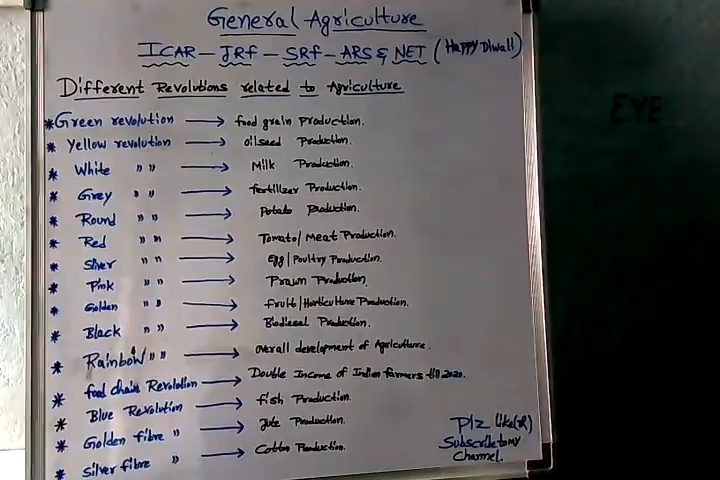 General Agriculture
ICAR - JRf - SRf - ARS & NET (Happy Diwali)
Different Revolutions related to Agriculture
* Green revolution → food grain Production.
* Yellow revolution → oilseed Production.
* White " " → Milk Production.
* Grey " " → fertilizer Production.
* Round " " → Potato Production.
* Red " " → Tomato/Meat Production.
* Silver " " → Egg/Poultry Production.
* Pink " " → Prawn Production.
* Golden " " → fruit/Horticulture Production.
* Black " " → Biodiesel Production.
* Rainbow " " → overall development of Agriculture.
* food chain Revolution → Double Income of Indian farmers till 2020.
* Blue Revolution → fish Production.
* Golden fibre " → Jute Production.
* Silver fibre " → Cotton Production.
Plz like(&)
Subscribe to my
Channel.
EYE